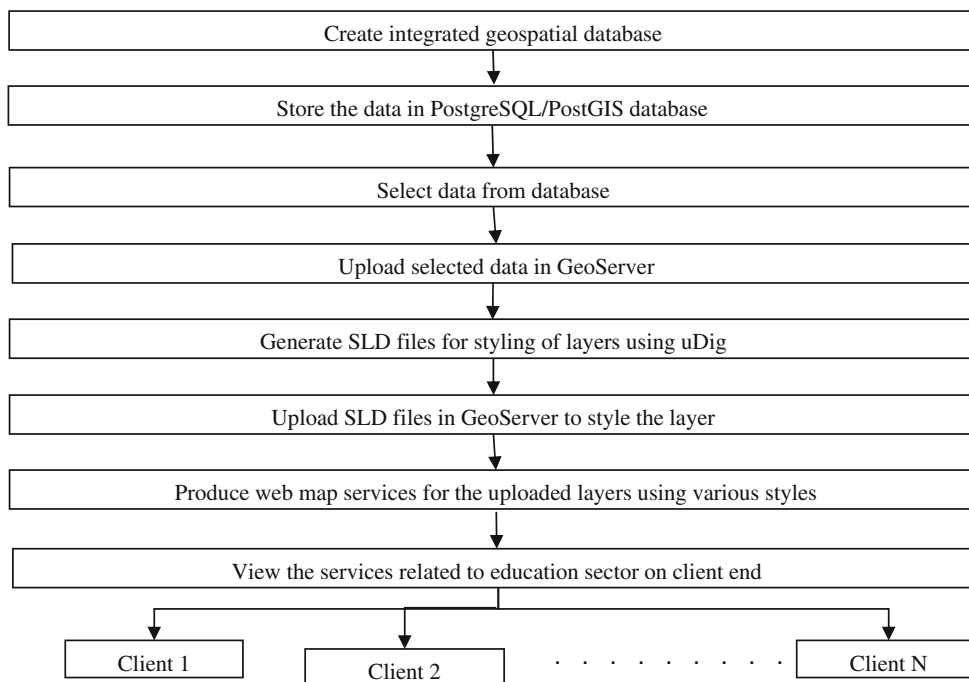 Create integrated geospatial database
Store the data in PostgreSQL/PostGIS database
Select data from database
Upload selected data in GeoServer
Generate SLD files for styling of layers using uDig
Upload SLD files in GeoServer to style the layer
Produce web map services for the uploaded layers using various styles
View the services related to education sector on client end
Client 1
Client 2
. . . . . . . . .
Client N